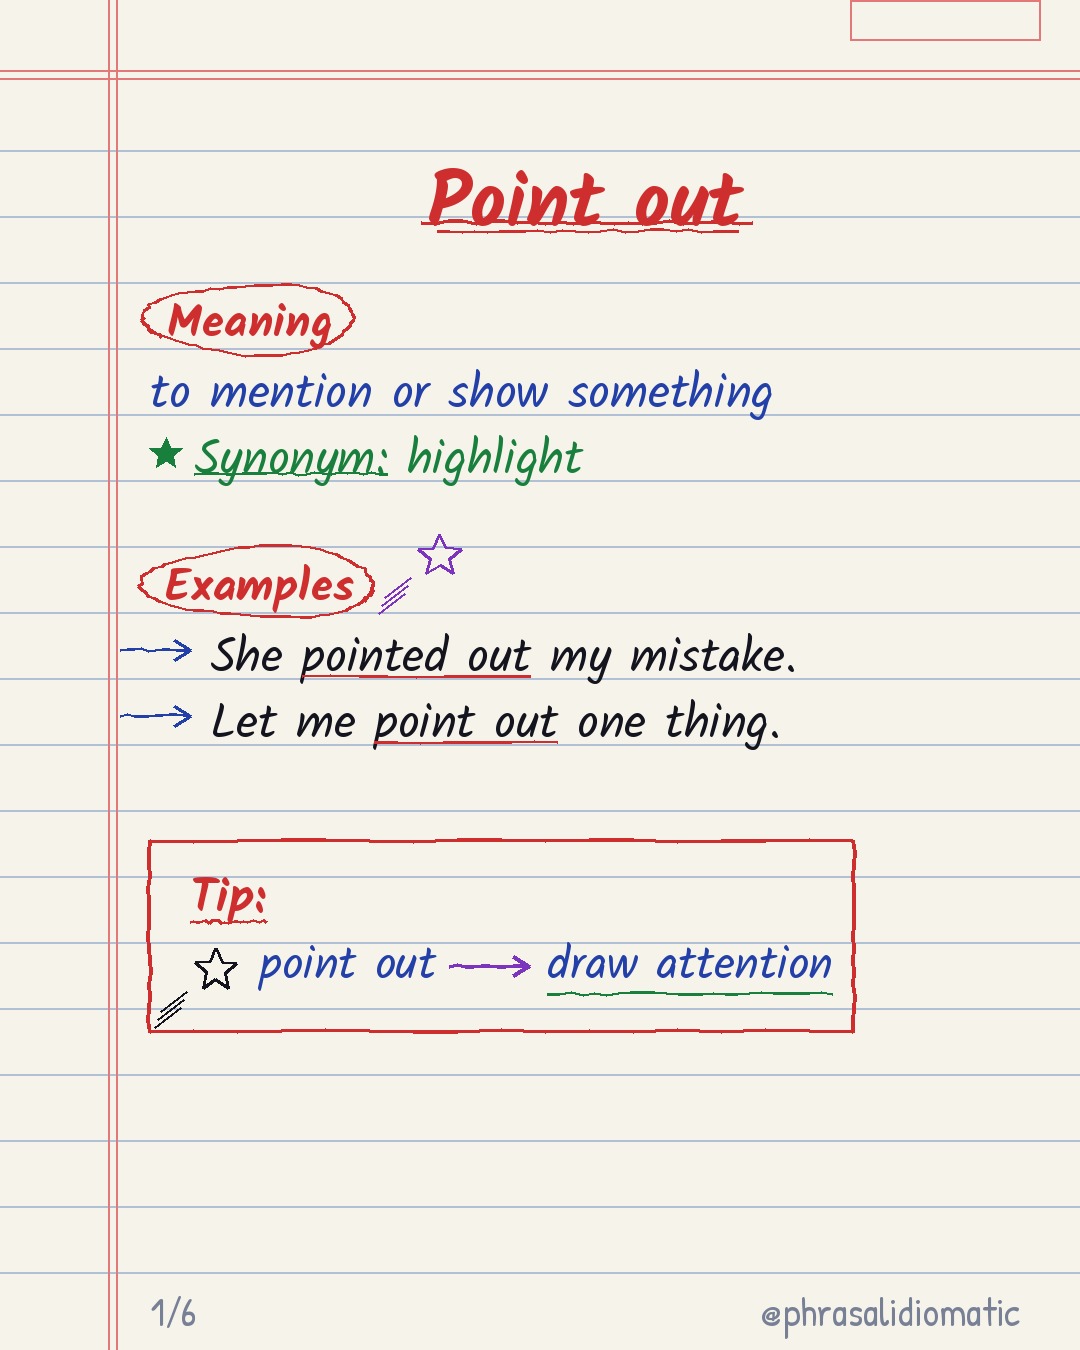 Point out
Meaning
to mention or show something
Synonym: highlight
Examples
She pointed out my mistake.
Let me point out one thing.
Tip:
point out → draw attention
1/6
@phrasalidiomatic